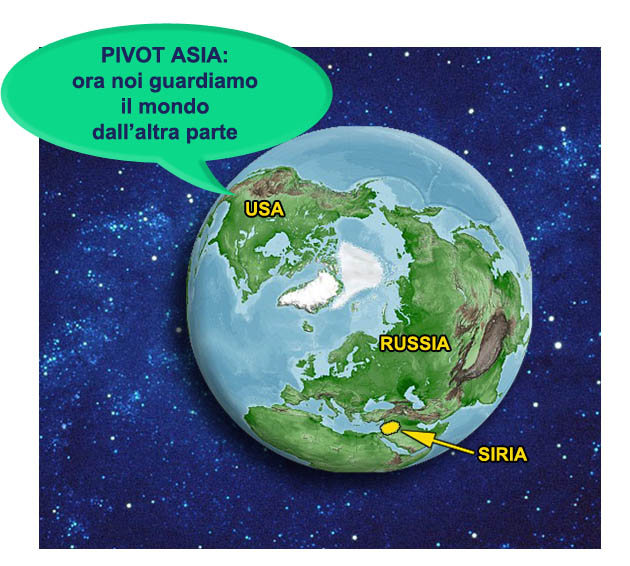 PIVOT ASIA:
ora noi guardiamo
il mondo
dall’altra parte
USA
RUSSIA
SIRIA